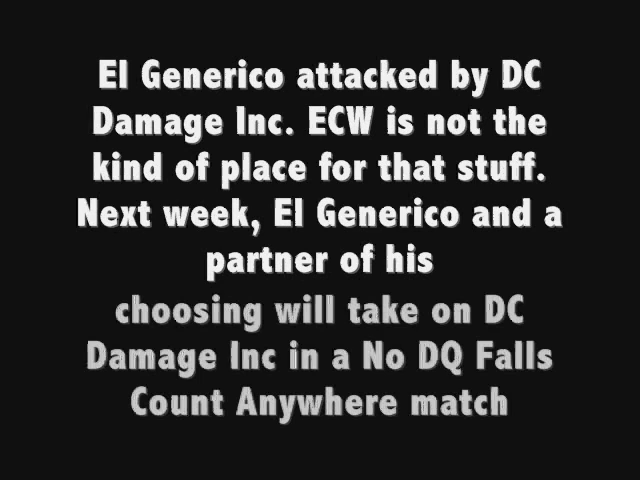 El Generico attacked by DC
Damage Inc. ECW is not the
kind of place for that stuff.
Next week, El Generico and a
partner of his
choosing will take on DC
Damage Inc in a No DQ Falls
Count Anywhere match